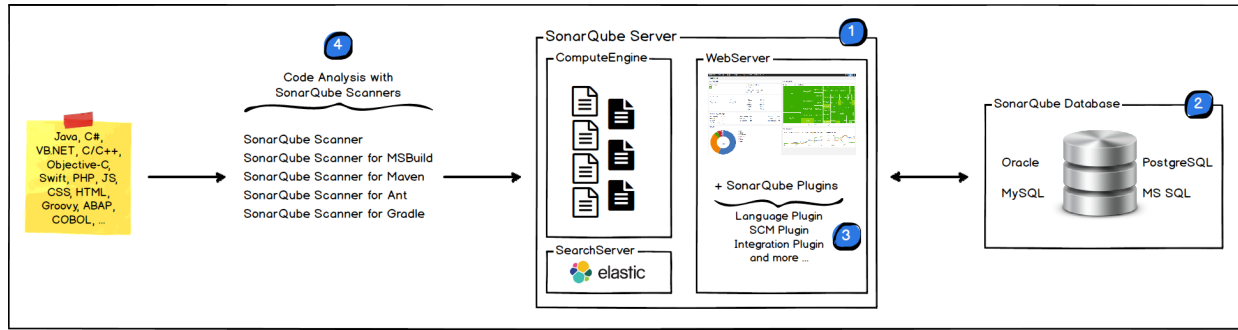 Java, C#,
VB.NET, C/C++,
Objective-C,
Swift, PHP, JS,
CSS, HTML,
Groovy, ABAP,
COBOL, ...
4
Code Analysis with
SonarQube Scanners
SonarQube Scanner
SonarQube Scanner for MSBuild
SonarQube Scanner for Maven
SonarQube Scanner for Ant
SonarQube Scanner for Gradle
SonarQube Server
1
ComputeEngine
SearchServer
elastic
WebServer
+ SonarQube Plugins
Language Plugin
SCM Plugin
Integration Plugin
and more ...
3
SonarQube Database
2
Oracle
PostgreSQL
MySQL
MS SQL